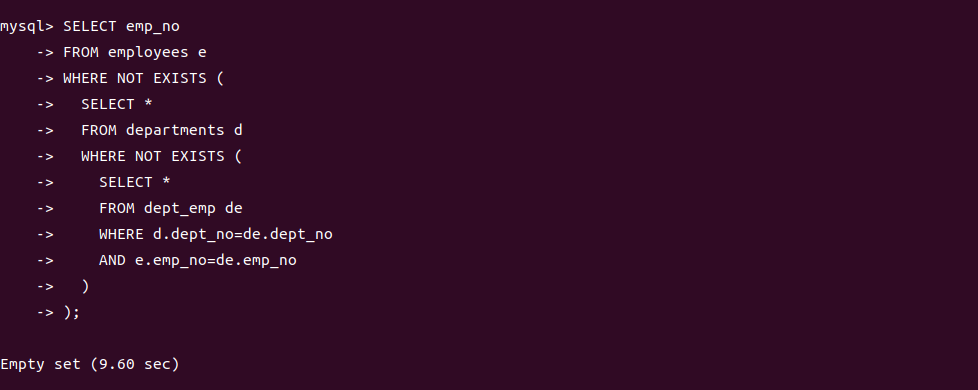 mysql> SELECT emp_no
    -> FROM employees e
    -> WHERE NOT EXISTS (
    ->   SELECT *
    ->   FROM departments d
    ->   WHERE NOT EXISTS (
    ->     SELECT *
    ->     FROM dept_emp de
    ->     WHERE d.dept_no=de.dept_no
    ->     AND e.emp_no=de.emp_no
    ->   )
    -> );
Empty set (9.60 sec)